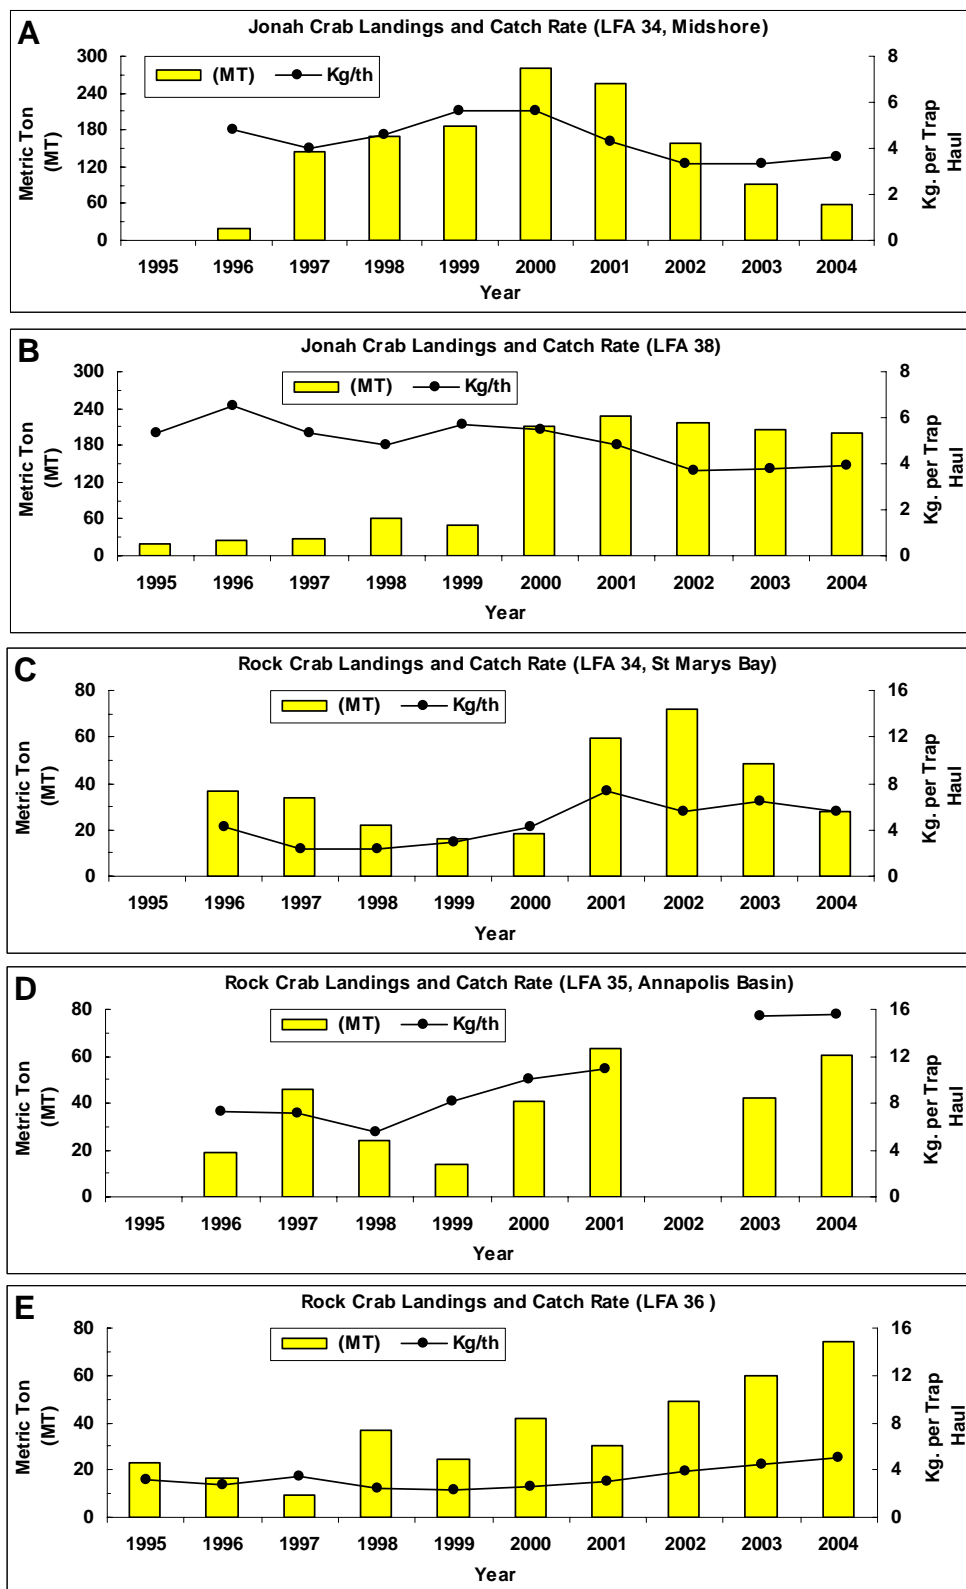 A
Jonah Crab Landings and Catch Rate (LFA 34, Midshore)
(MT) Kg/th
Metric Ton
(MT)
300
240
180
120
60
0
8
6
4
2
0
Kg. per Trap
Haul
1995 1996 1997 1998 1999 2000 2001 2002 2003 2004
Year
B
Jonah Crab Landings and Catch Rate (LFA 38)
(MT) Kg/th
Metric Ton
(MT)
300
240
180
120
60
0
8
6
4
2
0
Kg. per Trap
Haul
1995 1996 1997 1998 1999 2000 2001 2002 2003 2004
Year
C
Rock Crab Landings and Catch Rate (LFA 34, St Marys Bay)
(MT) Kg/th
Metric Ton
(MT)
80
60
40
20
0
16
12
8
4
0
Kg. per Trap
Haul
1995 1996 1997 1998 1999 2000 2001 2002 2003 2004
Year
D
Rock Crab Landings and Catch Rate (LFA 35, Annapolis Basin)
(MT) Kg/th
Metric Ton
(MT)
80
60
40
20
0
16
12
8
4
0
Kg. per Trap
Haul
1995 1996 1997 1998 1999 2000 2001 2002 2003 2004
Year
E
Rock Crab Landings and Catch Rate (LFA 36 )
(MT) Kg/th
Metric Ton
(MT)
80
60
40
20
0
16
12
8
4
0
Kg. per Trap
Haul
1995 1996 1997 1998 1999 2000 2001 2002 2003 2004
Year